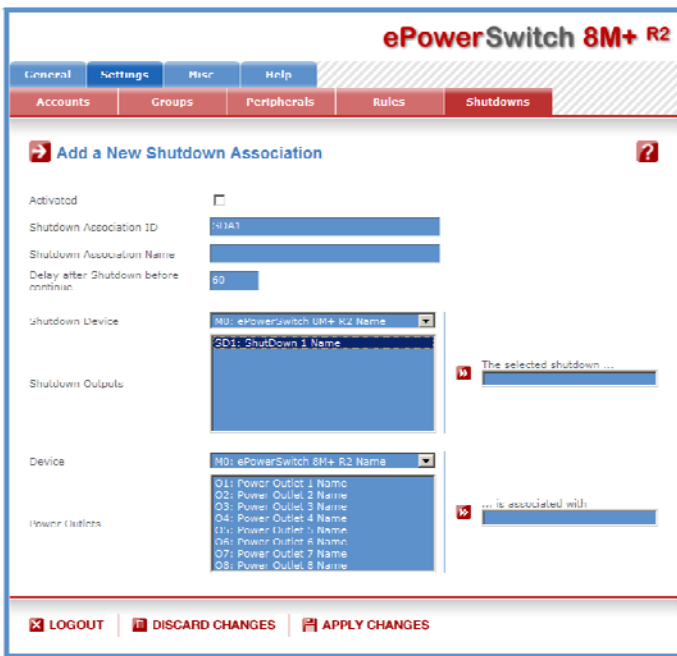 ePowerSwitch 8M+ R2
General Settings Misc Help
Accounts Groups Peripherals Rules Shutdowns
Add a New Shutdown Association ?
Activated
Shutdown Association ID SDA1
Shutdown Association Name
Delay after Shutdown before
continue 60
Shutdown Device M0: ePowerSwitch 8M+ R2 Name
SD1: ShutDown 1 Name
The selected shutdown ...
Shutdown Outputs
Device M0: ePowerSwitch 8M+ R2 Name
O1: Power Outlet 1 Name
O2: Power Outlet 2 Name
O3: Power Outlet 3 Name
O4: Power Outlet 4 Name
O5: Power Outlet 5 Name
O6: Power Outlet 6 Name
O7: Power Outlet 7 Name
O8: Power Outlet 8 Name
... is associated with
Power Outlets
LOGOUT DISCARD CHANGES APPLY CHANGES